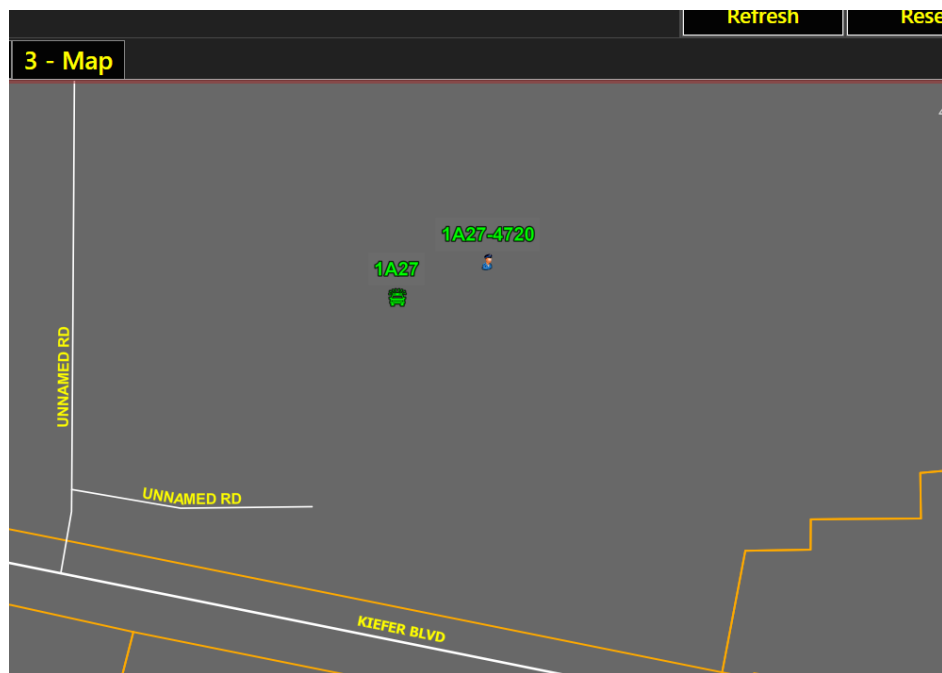 Refresh
Rese
3 - Map
1A27-4720
1A27
UNNAMED RD
UNNAMED RD
KIEFER BLVD